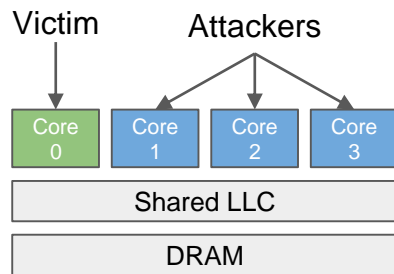 Victim
Attackers
Core
0
Core
1
Core
2
Core
3
Shared LLC
DRAM